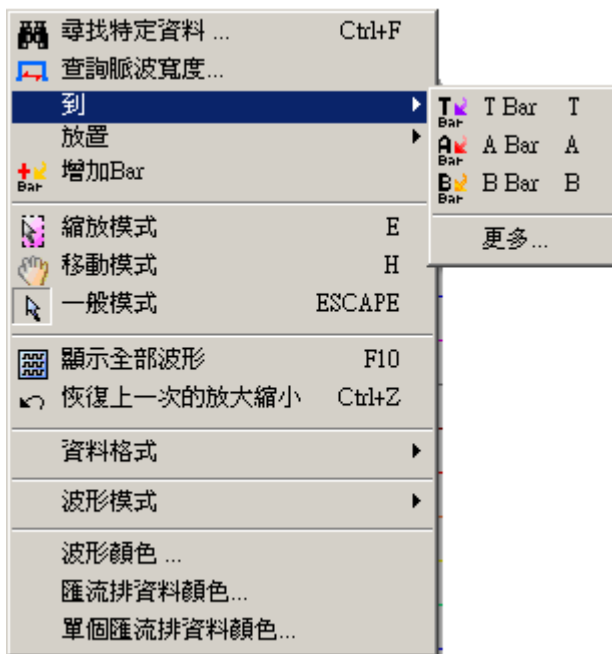 尋找特定資料 ... Ctrl+F
查詢脈波寬度...
到
放置
增加Bar
縮放模式 E
移動模式 H
一般模式 ESCAPE
顯示全部波形 F10
恢復上一次的放大縮小 Ctrl+Z
資料格式
波形模式
波形顏色 ...
匯流排資料顏色...
單個匯流排資料顏色...
T Bar T
A Bar A
B Bar B
更多...